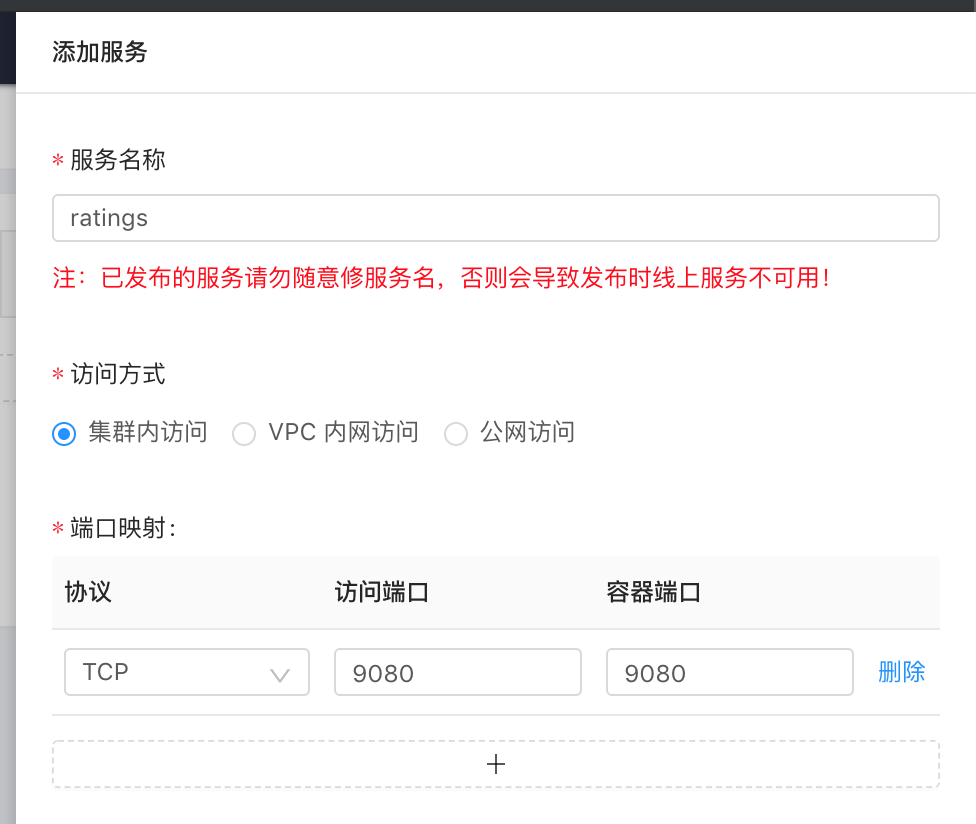 添加服务
* 服务名称
ratings
注：已发布的服务请勿随意修服务名，否则会导致发布时线上服务不可用！
* 访问方式
集群内访问 VPC 内网访问 公网访问
* 端口映射：
协议 访问端口 容器端口
TCP 9080 9080 删除
+